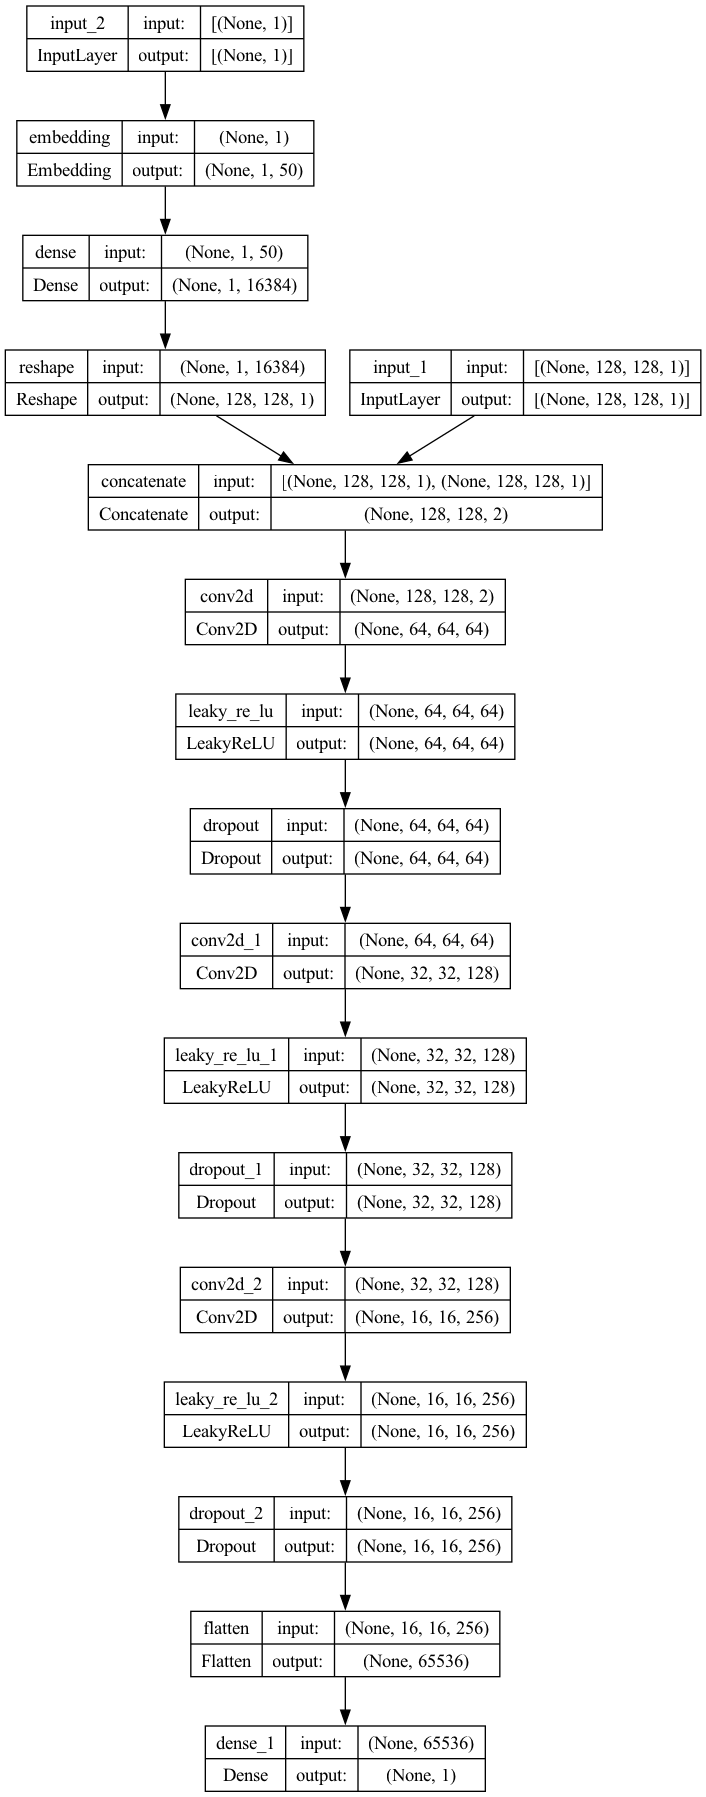 input_2 input: [(None, 1)]
InputLayer output: [(None, 1)]
embedding input: (None, 1)
Embedding output: (None, 1, 50)
dense input: (None, 1, 50)
Dense output: (None, 1, 16384)
reshape input: (None, 1, 16384)
Reshape output: (None, 128, 128, 1)
input_1 input: [(None, 128, 128, 1)]
InputLayer output: [(None, 128, 128, 1)]
concatenate input: [(None, 128, 128, 1), (None, 128, 128, 1)]
Concatenate output: (None, 128, 128, 2)
conv2d input: (None, 128, 128, 2)
Conv2D output: (None, 64, 64, 64)
leaky_re_lu input: (None, 64, 64, 64)
LeakyReLU output: (None, 64, 64, 64)
dropout input: (None, 64, 64, 64)
Dropout output: (None, 64, 64, 64)
conv2d_1 input: (None, 64, 64, 64)
Conv2D output: (None, 32, 32, 128)
leaky_re_lu_1 input: (None, 32, 32, 128)
LeakyReLU output: (None, 32, 32, 128)
dropout_1 input: (None, 32, 32, 128)
Dropout output: (None, 32, 32, 128)
conv2d_2 input: (None, 32, 32, 128)
Conv2D output: (None, 16, 16, 256)
leaky_re_lu_2 input: (None, 16, 16, 256)
LeakyReLU output: (None, 16, 16, 256)
dropout_2 input: (None, 16, 16, 256)
Dropout output: (None, 16, 16, 256)
flatten input: (None, 16, 16, 256)
Flatten output: (None, 65536)
dense_1 input: (None, 65536)
Dense output: (None, 1)